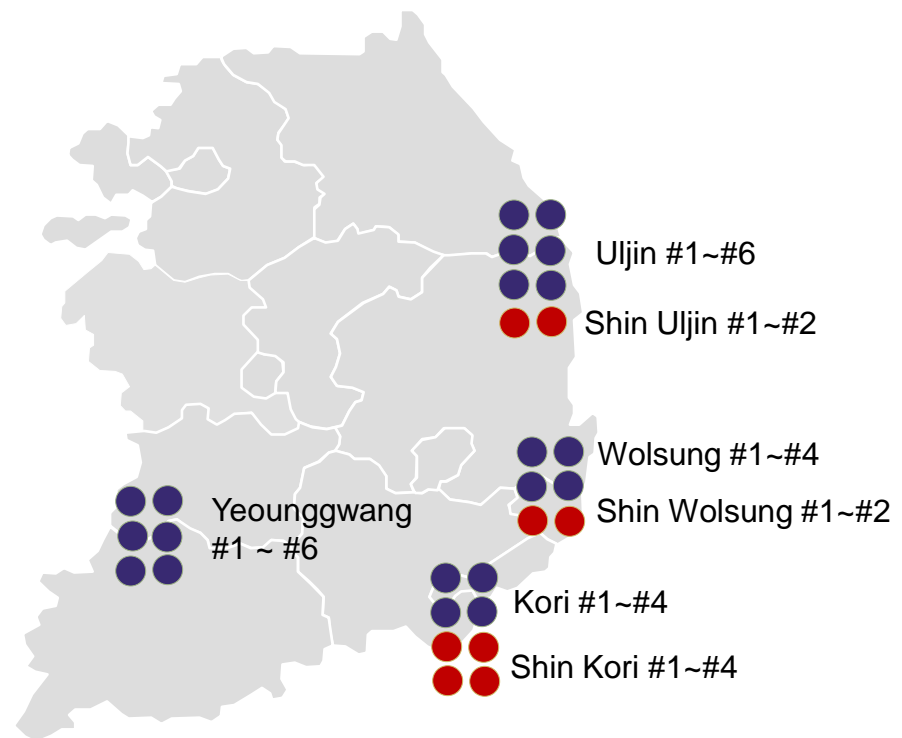 Uljin #1~#6
Shin Uljin #1~#2
Wolsung #1~#4
Shin Wolsung #1~#2
Yeounggwang
#1 ~ #6
Kori #1~#4
Shin Kori #1~#4